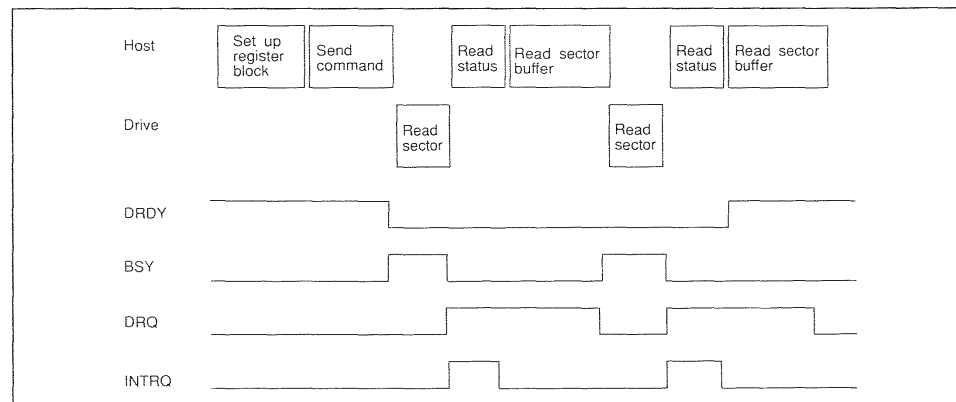 Host
Set up
register
block
Send
command
Read
status
Read sector
buffer
Read
status
Read sector
buffer
Drive
Read
sector
Read
sector
DRDY
BSY
DRQ
INTRQ